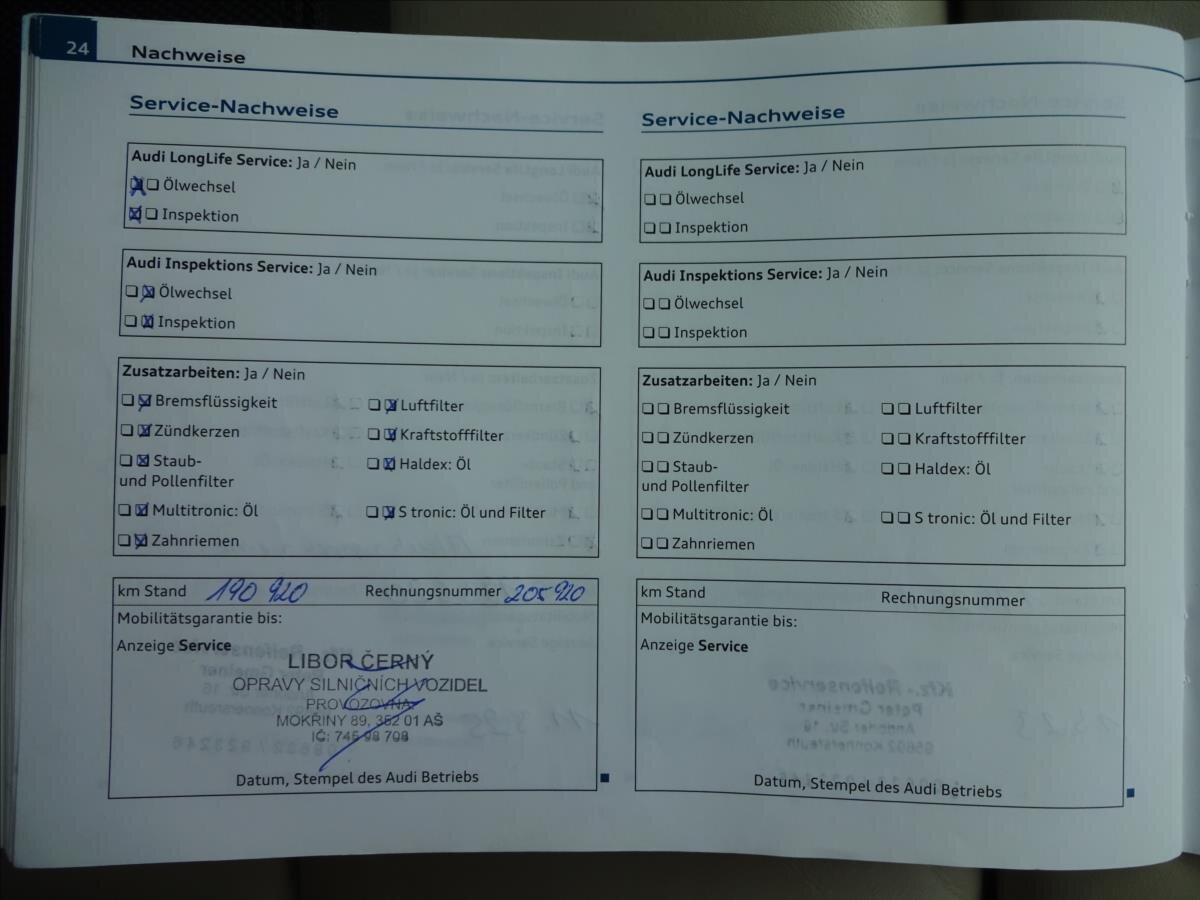 24
Nachweise
Service-Nachweise
Audi LongLife Service: Ja / Nein
Ölwechsel
Inspektion
Audi Inspektions Service: Ja / Nein
Ölwechsel
Inspektion
Zusatzarbeiten: Ja / Nein
Bremsflüssigkeit
Luftfilter
Zündkerzen
Kraftstofffilter
Staub-
und Pollenfilter
Haldex: Öl
Multitronic: Öl
S tronic: Öl und Filter
Zahnriemen
km Stand 190 920
Rechnungsnummer 205920
Mobilitätsgarantie bis:
Anzeige Service
LIBOR ČERNÝ
OPRAVY SILNIČNÍCH VOZIDEL
PROVOZOVNA:
MOKŘINY 89, 352 01 AŠ
IČ: 745 98 708
Datum, Stempel des Audi Betriebs
Service-Nachweise
Audi LongLife Service: Ja / Nein
Ölwechsel
Inspektion
Audi Inspektions Service: Ja / Nein
Ölwechsel
Inspektion
Zusatzarbeiten: Ja / Nein
Bremsflüssigkeit
Luftfilter
Zündkerzen
Kraftstofffilter
Staub-
und Pollenfilter
Haldex: Öl
Multitronic: Öl
S tronic: Öl und Filter
Zahnriemen
km Stand
Rechnungsnummer
Mobilitätsgarantie bis:
Anzeige Service
Datum, Stempel des Audi Betriebs